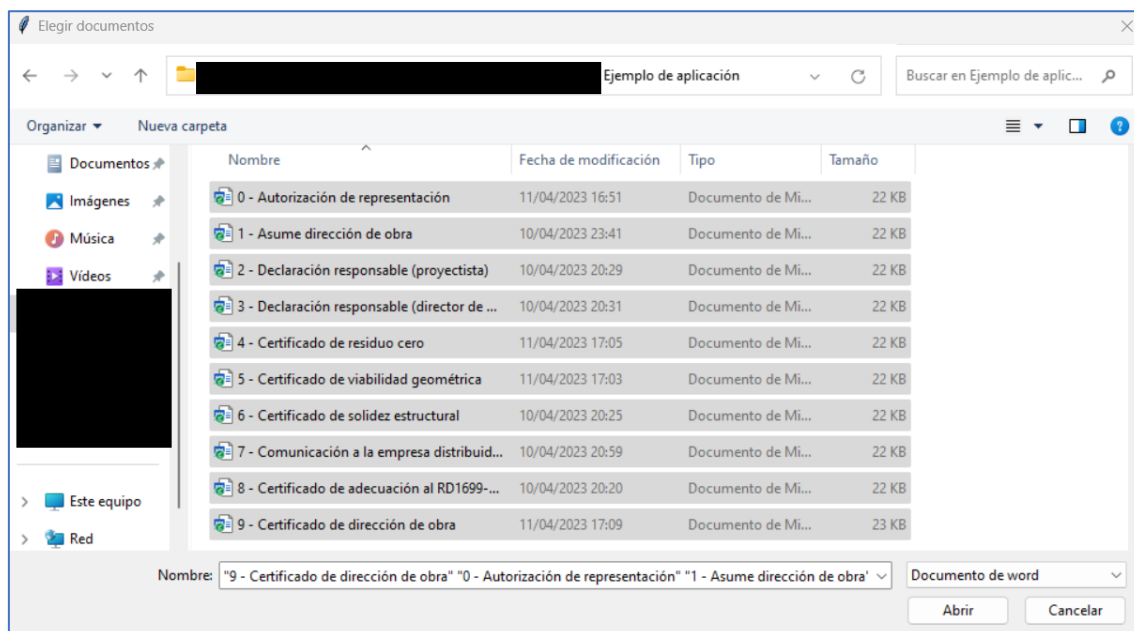 Elegir documentos
Ejemplo de aplicación
Buscar en Ejemplo de aplic...
Organizar
Nueva carpeta
?
Documentos
Imágenes
Música
Vídeos
Este equipo
Red
Nombre Fecha de modificación Tipo Tamaño
0 - Autorización de representación 11/04/2023 16:51 Documento de Mi... 22 KB
1 - Asume dirección de obra 10/04/2023 23:41 Documento de Mi... 22 KB
2 - Declaración responsable (proyectista) 10/04/2023 20:29 Documento de Mi... 22 KB
3 - Declaración responsable (director de ... 10/04/2023 20:31 Documento de Mi... 22 KB
4 - Certificado de residuo cero 11/04/2023 17:05 Documento de Mi... 22 KB
5 - Certificado de viabilidad geométrica 11/04/2023 17:03 Documento de Mi... 22 KB
6 - Certificado de solidez estructural 10/04/2023 20:25 Documento de Mi... 22 KB
7 - Comunicación a la empresa distribuid... 10/04/2023 20:59 Documento de Mi... 22 KB
8 - Certificado de adecuación al RD1699-... 10/04/2023 20:20 Documento de Mi... 22 KB
9 - Certificado de dirección de obra 11/04/2023 17:09 Documento de Mi... 23 KB
Nombre: "9 - Certificado de dirección de obra" "0 - Autorización de representación" "1 - Asume dirección de obra'
Documento de word
Abrir
Cancelar